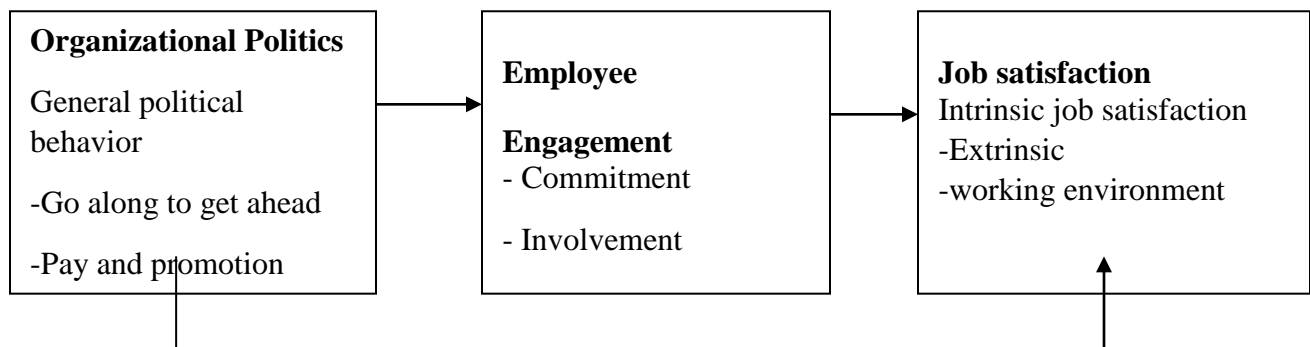 Organizational Politics
General political
behavior
-Go along to get ahead
-Pay and promotion
Employee
Engagement
- Commitment
- Involvement
Job satisfaction
Intrinsic job satisfaction
-Extrinsic
-working environment